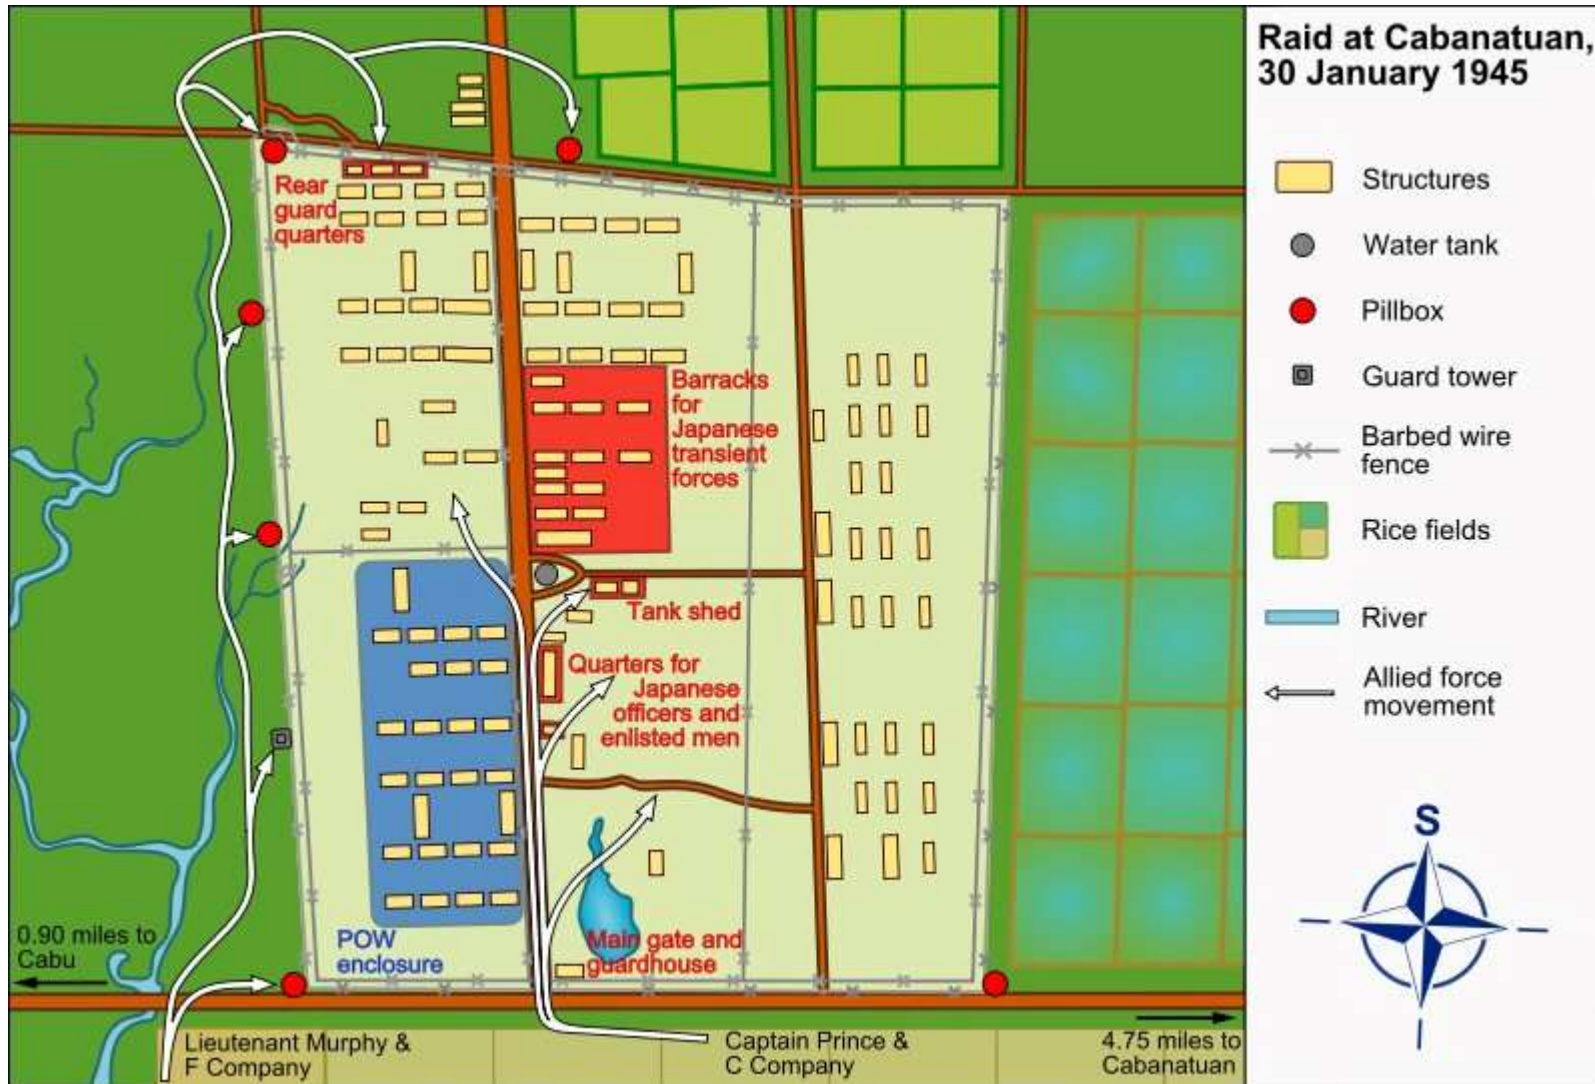 Raid at Cabanatuan,
30 January 1945
Structures
Water tank
Pillbox
Guard tower
Barbed wire
fence
Rice fields
River
Allied force
movement
S
Rear
guard
quarters
Barracks
for
Japanese
transient
forces
Tank shed
Quarters for
Japanese
officers and
enlisted men
Main gate and
guardhouse
POW
enclosure
0.90 miles to
Cabu
Lieutenant Murphy &
F Company
Captain Prince &
C Company
4.75 miles to
Cabanatuan